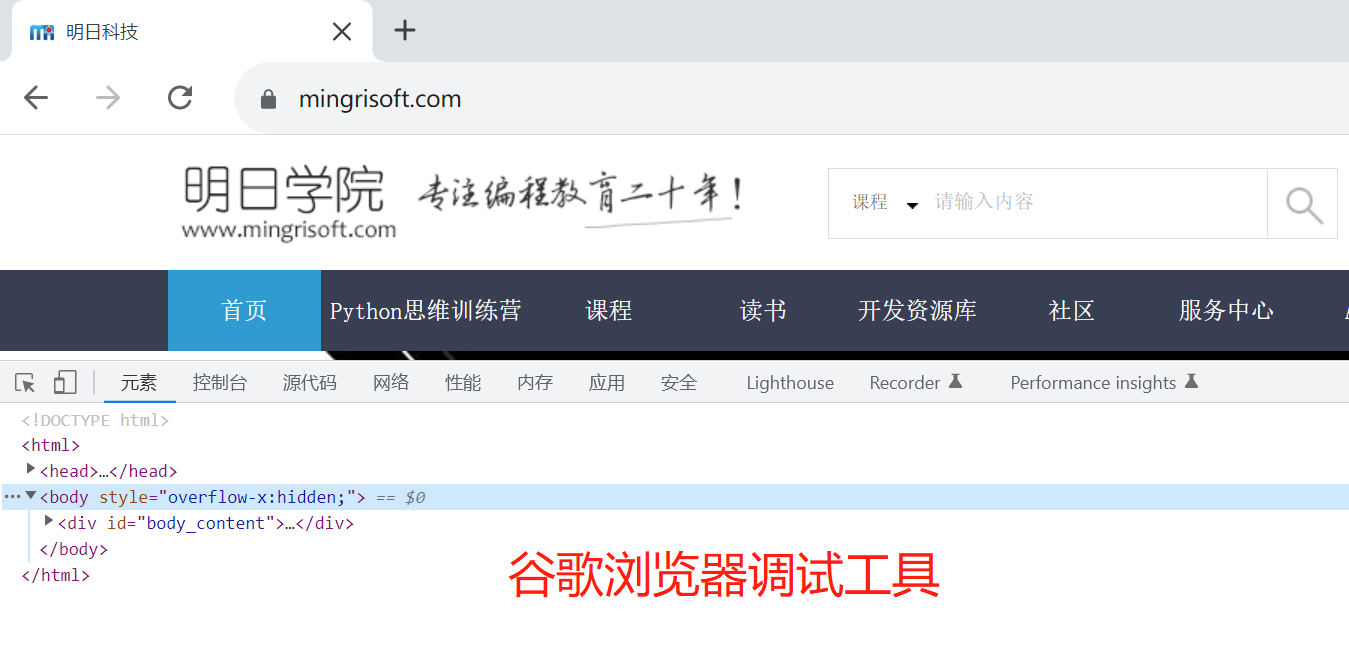 明日科技
mingrisoft.com
明日学院 专注编程教育二十年!
www.mingrisoft.com
课程 请输入内容
首页 Python思维训练营 课程 读书 开发资源库 社区 服务中心
元素 控制台 源代码 网络 性能 内存 应用 安全 Lighthouse Recorder Performance insights
<!DOCTYPE html>
<html>
<head>…</head>
<body style="overflow-x:hidden;"> == $0
<div id="body_content">…</div>
</body>
</html>
谷歌浏览器调试工具